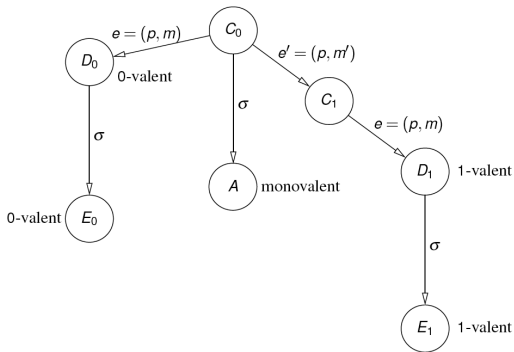 e = (p, m)
C₀
D₀
0-valent
e′ = (p, m′)
C₁
σ
e = (p, m)
σ
D₁ 1-valent
A monovalent
0-valent E₀
σ
E₁ 1-valent